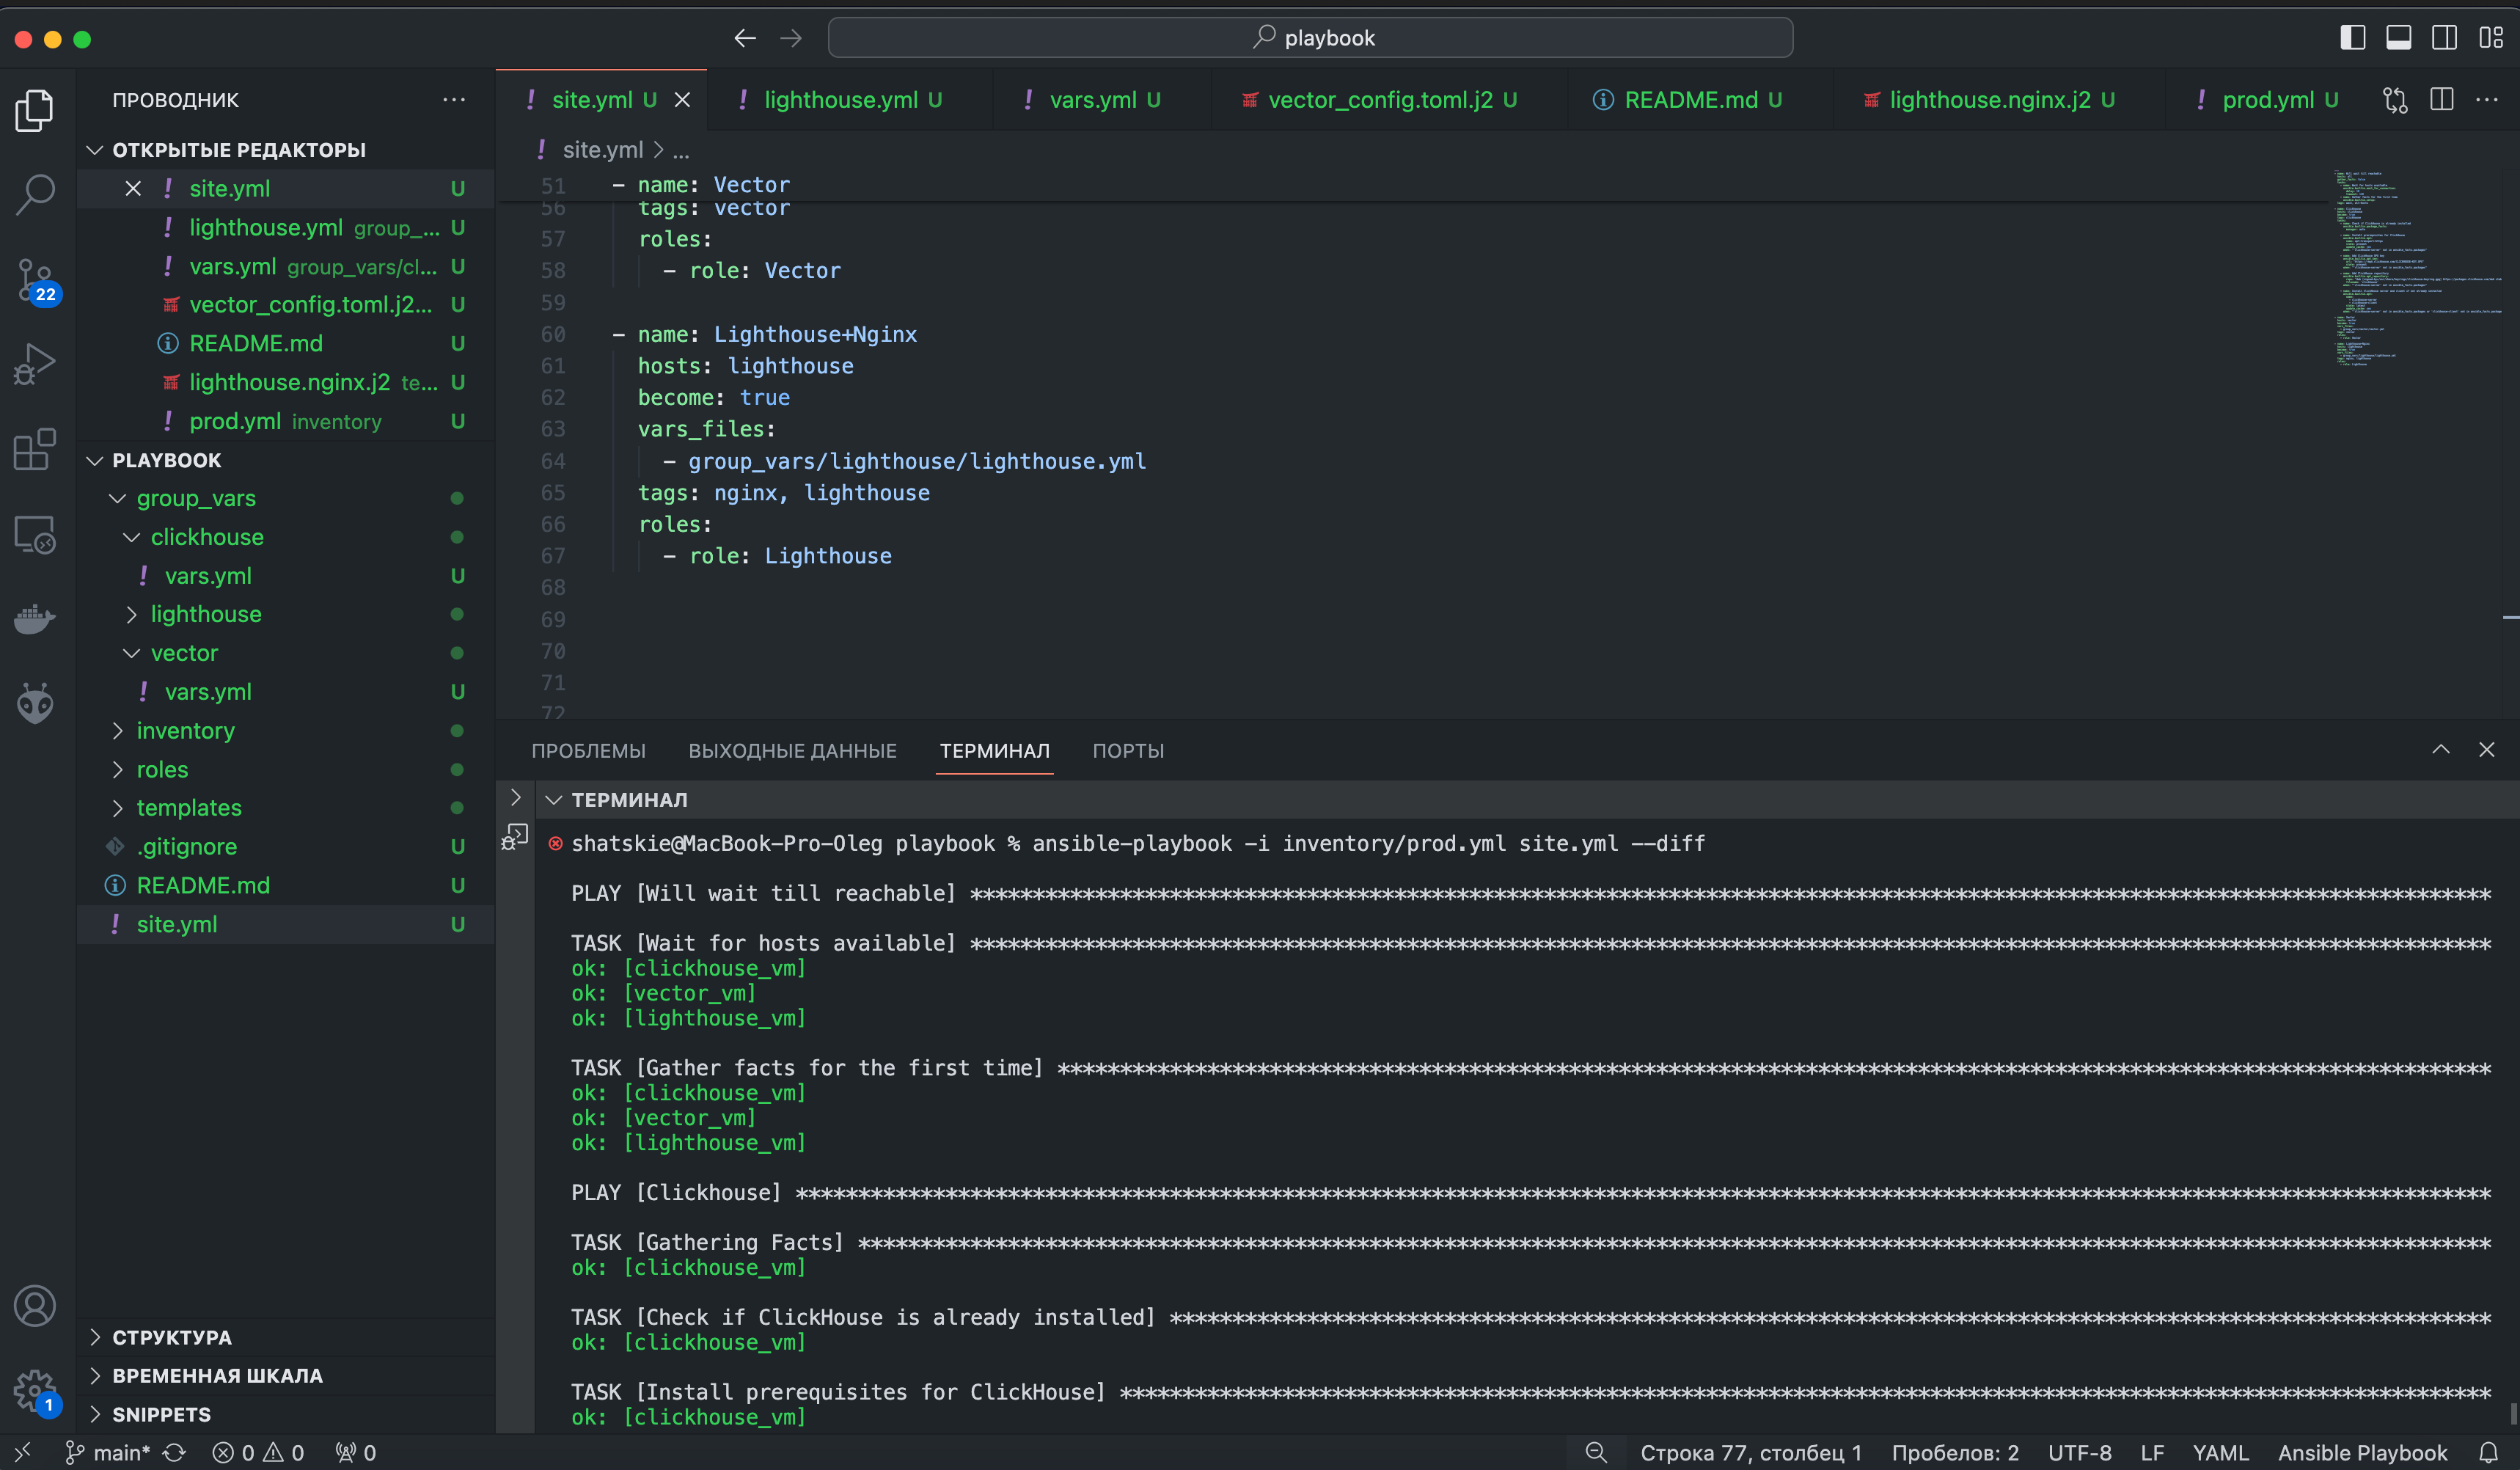 playbook
ПРОВОДНИК
ОТКРЫТЫЕ РЕДАКТОРЫ
site.yml U
lighthouse.yml group_... U
vars.yml group_vars/cl... U
vector_config.toml.j2... U
README.md U
lighthouse.nginx.j2 te... U
prod.yml inventory U
PLAYBOOK
group_vars
clickhouse
vars.yml U
lighthouse
vector
vars.yml U
inventory
roles
templates
.gitignore U
README.md U
site.yml U
СТРУКТУРА
ВРЕМЕННАЯ ШКАЛА
SNIPPETS
22
1
site.yml U
lighthouse.yml U
vars.yml U
vector_config.toml.j2 U
README.md U
lighthouse.nginx.j2 U
prod.yml U
site.yml > ...
51 - name: Vector
56 tags: vector
57 roles:
58 - role: Vector
59
60 - name: Lighthouse+Nginx
61 hosts: lighthouse
62 become: true
63 vars_files:
64 - group_vars/lighthouse/lighthouse.yml
65 tags: nginx, lighthouse
66 roles:
67 - role: Lighthouse
68
69
70
71
72
ПРОБЛЕМЫ ВЫХОДНЫЕ ДАННЫЕ ТЕРМИНАЛ ПОРТЫ
ТЕРМИНАЛ
shatskie@MacBook-Pro-Oleg playbook % ansible-playbook -i inventory/prod.yml site.yml --diff
PLAY [Will wait till reachable] **************************************************************************************************************************
TASK [Wait for hosts available] **************************************************************************************************************************
ok: [clickhouse_vm]
ok: [vector_vm]
ok: [lighthouse_vm]
TASK [Gather facts for the first time] *******************************************************************************************************************
ok: [clickhouse_vm]
ok: [vector_vm]
ok: [lighthouse_vm]
PLAY [Clickhouse] ****************************************************************************************************************************************
TASK [Gathering Facts] ***********************************************************************************************************************************
ok: [clickhouse_vm]
TASK [Check if ClickHouse is already installed] **********************************************************************************************************
ok: [clickhouse_vm]
TASK [Install prerequisites for ClickHouse] **************************************************************************************************************
ok: [clickhouse_vm]
main* 0 0 0
Строка 77, столбец 1 Пробелов: 2 UTF-8 LF YAML Ansible Playbook